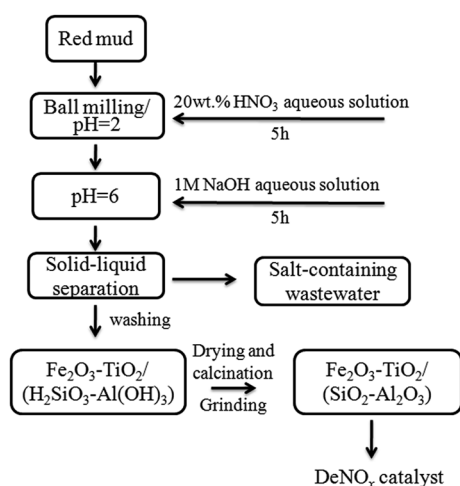 Red mud
Ball milling/
pH=2
20wt.% HNO₃ aqueous solution
5h
pH=6
1M NaOH aqueous solution
5h
Solid-liquid
separation
Salt-containing
wastewater
washing
Fe₂O₃-TiO₂/
(H₂SiO₃-Al(OH)₃)
Drying and
calcination
Grinding
Fe₂O₃-TiO₂/
(SiO₂-Al₂O₃)
DeNOₓ catalyst